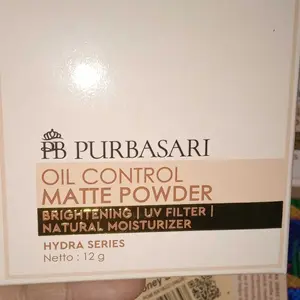 PB PURBASARI
OIL CONTROL
MATTE POWDER
BRIGHTENING | UV FILTER |
NATURAL MOISTURIZER
HYDRA SERIES
Netto : 12 g